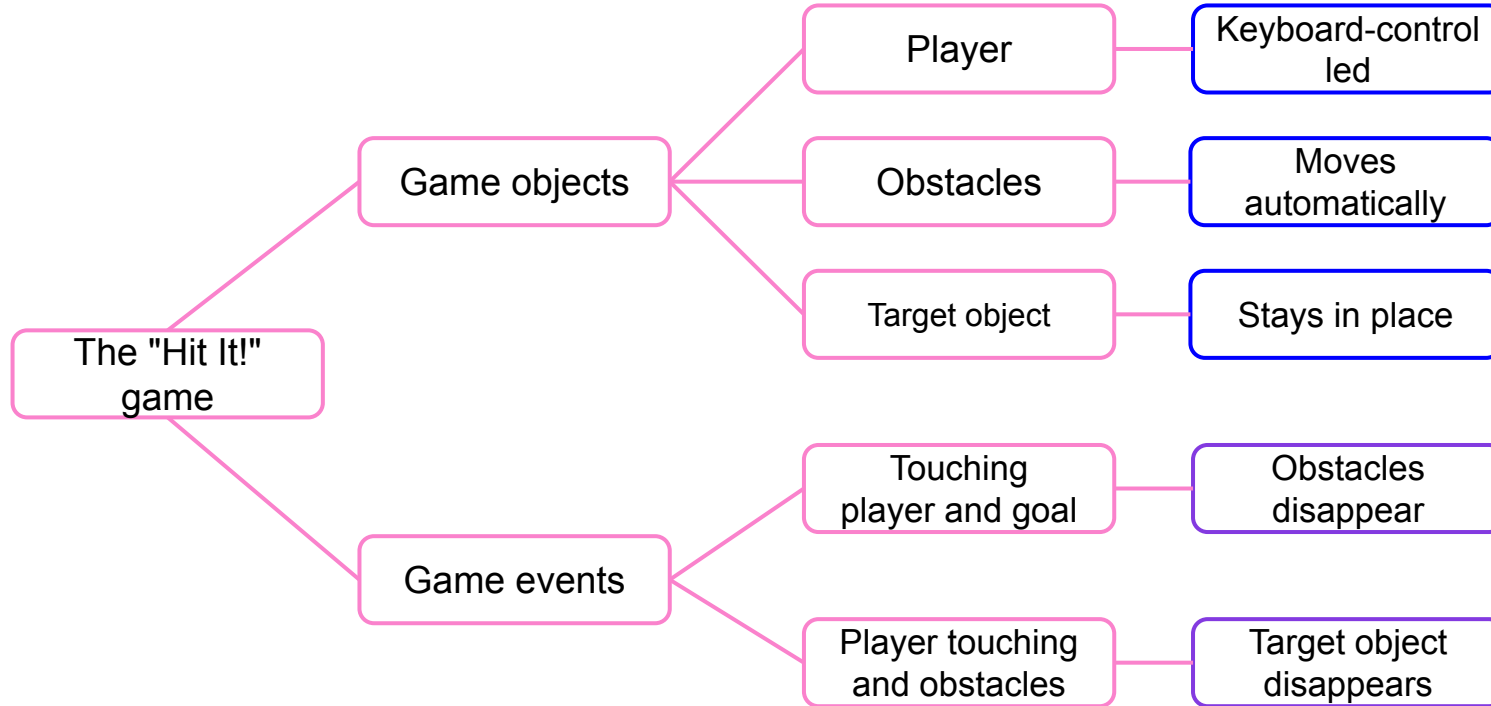 Player
Keyboard-control
led
Game objects
Obstacles
Moves
automatically
Target object
Stays in place
The "Hit It!"
game
Touching
player and goal
Obstacles
disappear
Game events
Player touching
and obstacles
Target object
disappears